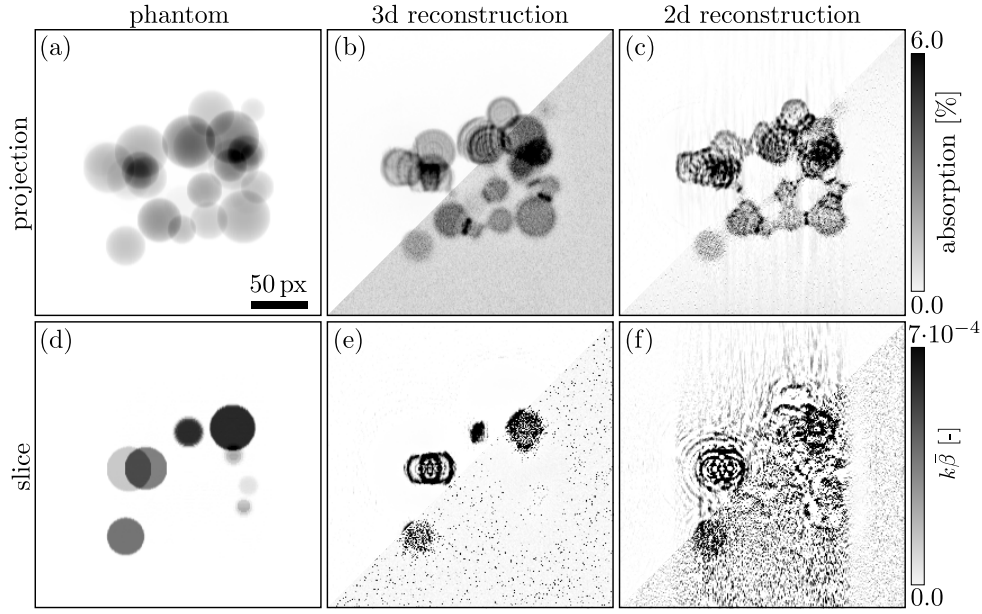 phantom 3d reconstruction 2d reconstruction
projection
(a) (b) (c)
50 px
6.0
absorption [%]
0.0
slice
(d) (e) (f)
7·10⁻⁴
kβ̄ [-]
0.0